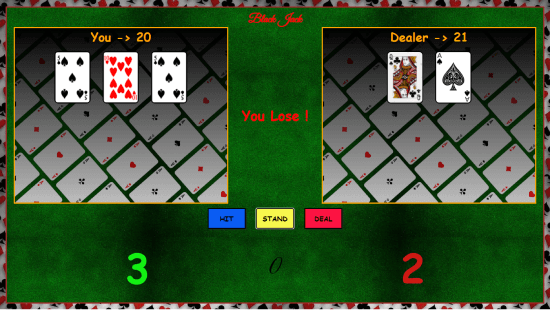 Black Jack
You -> 20
Dealer -> 21
You Lose !
HIT
STAND
DEAL
3
0
2